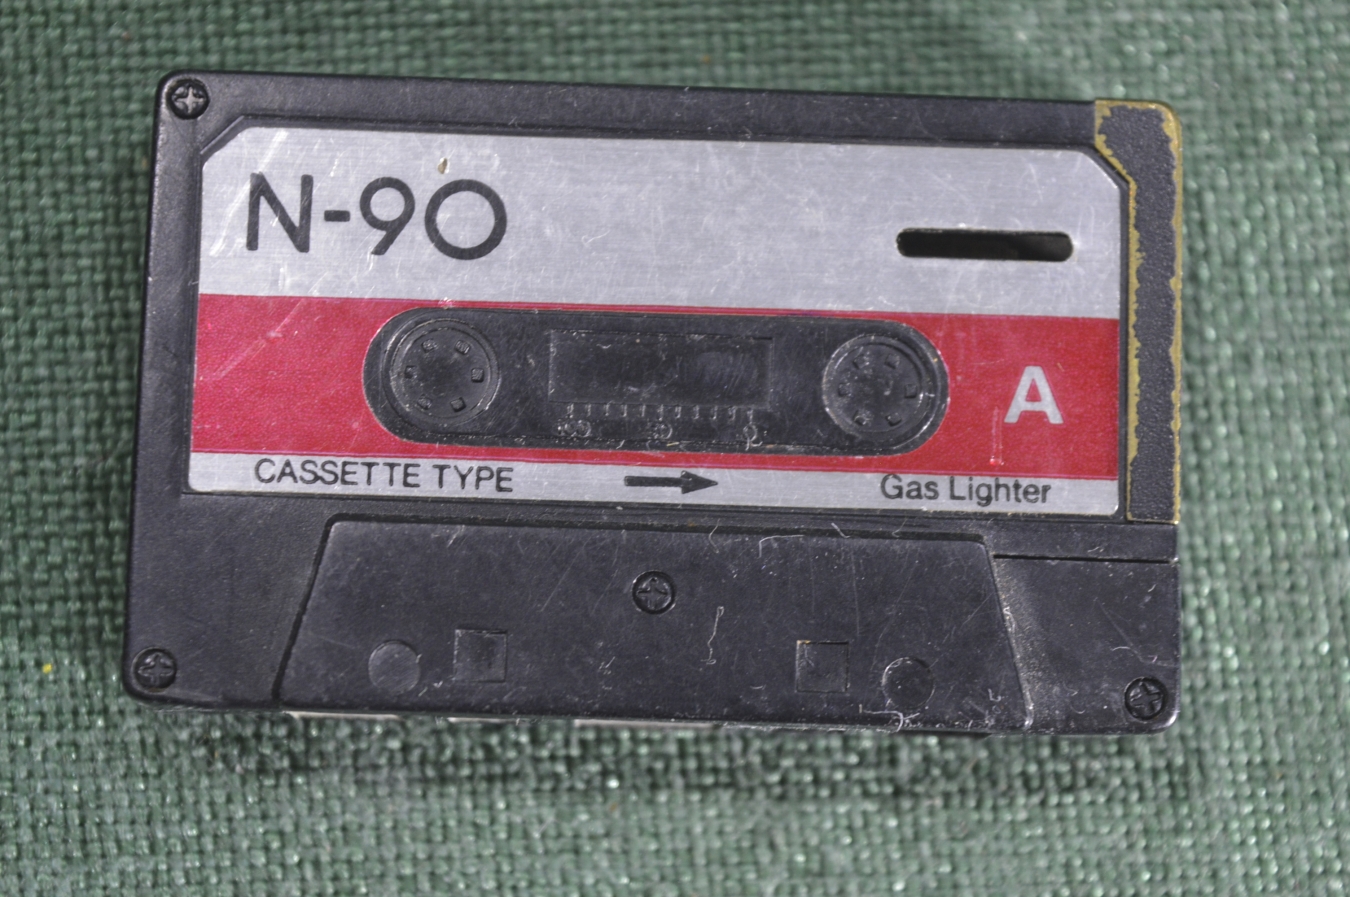 N-90
A
CASSETTE TYPE → Gas Lighter